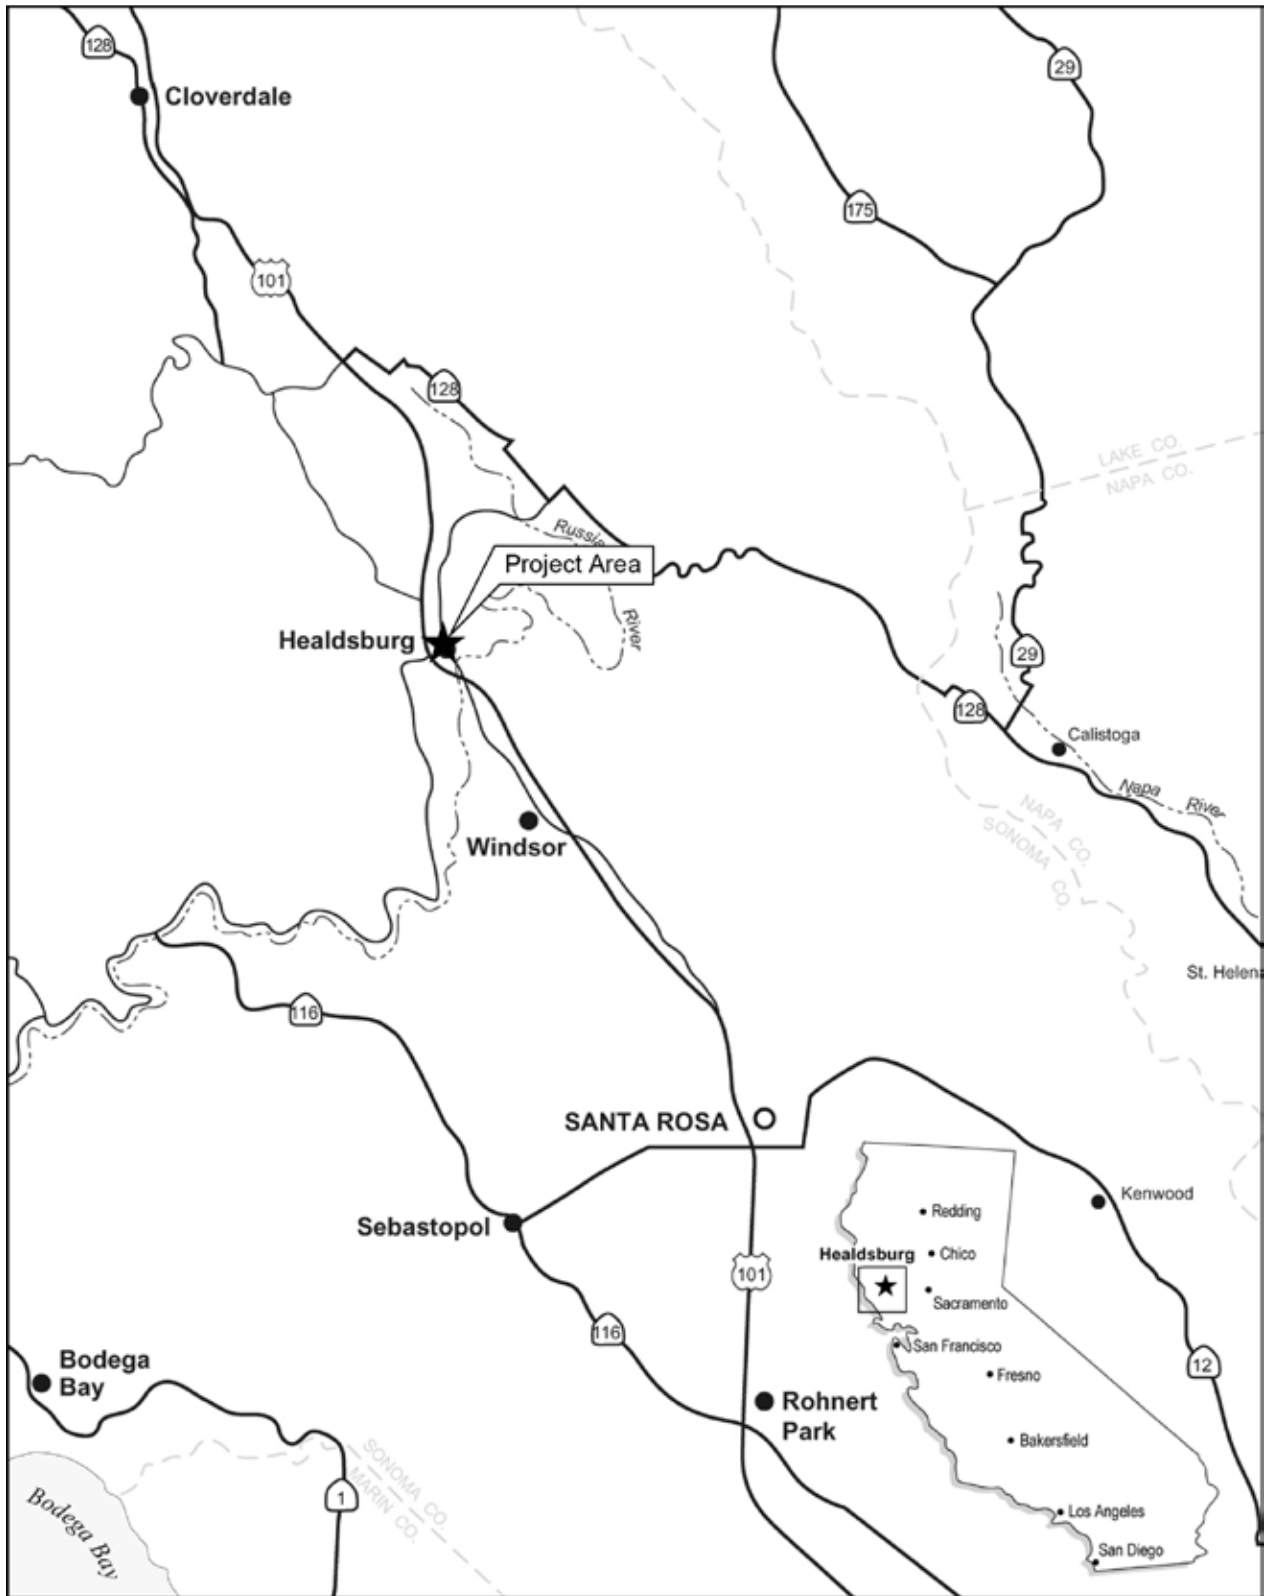 128
29
Cloverdale
175
101
128
LAKE CO.
NAPA CO.
Russia
Project Area
River
Healdsburg
29
128
Calistoga
Napa River
NAPA CO.
SONOMA CO.
Windsor
St. Helena
116
SANTA ROSA
Kenwood
Sebastopol
Redding
Healdsburg
Chico
101
Sacramento
116
San Francisco
Bodega
Bay
12
Fresno
Rohnert
Park
Bakersfield
SONOMA CO.
MARIN CO.
1
Bodega Bay
Los Angeles
San Diego